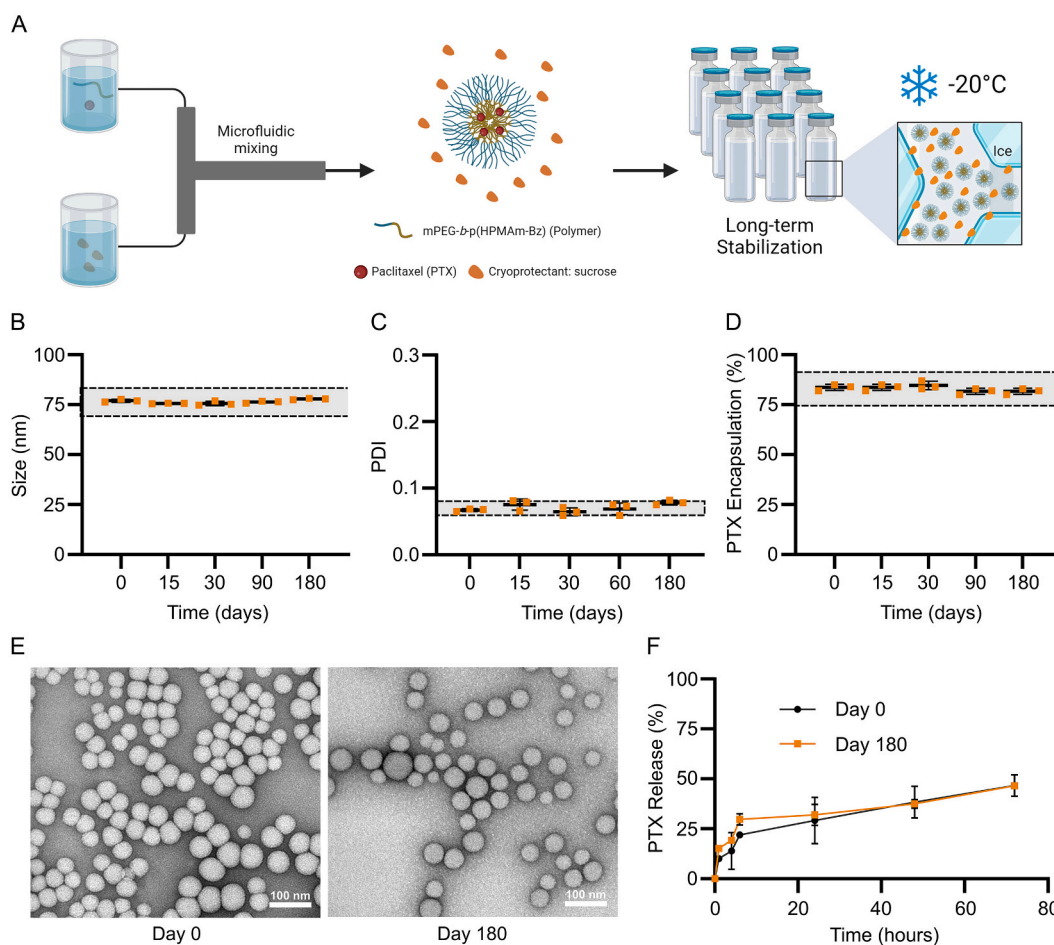 A
Microfluidic
mixing
-20°C
Ice
mPEG-b-p(HPMAm-Bz) (Polymer)
Paclitaxel (PTX)
Cryoprotectant: sucrose
Long-term
Stabilization
B
Size (nm)
100
75
50
25
0
0 15 30 90 180
Time (days)
C
PDI
0.3
0.2
0.1
0.0
0 15 30 60 180
Time (days)
D
PTX Encapsulation (%)
100
75
50
25
0
0 15 30 90 180
Time (days)
E
100 nm
Day 0
100 nm
Day 180
F
PTX Release (%)
100
75
50
25
0
Day 0
Day 180
0 20 40 60 80
Time (hours)